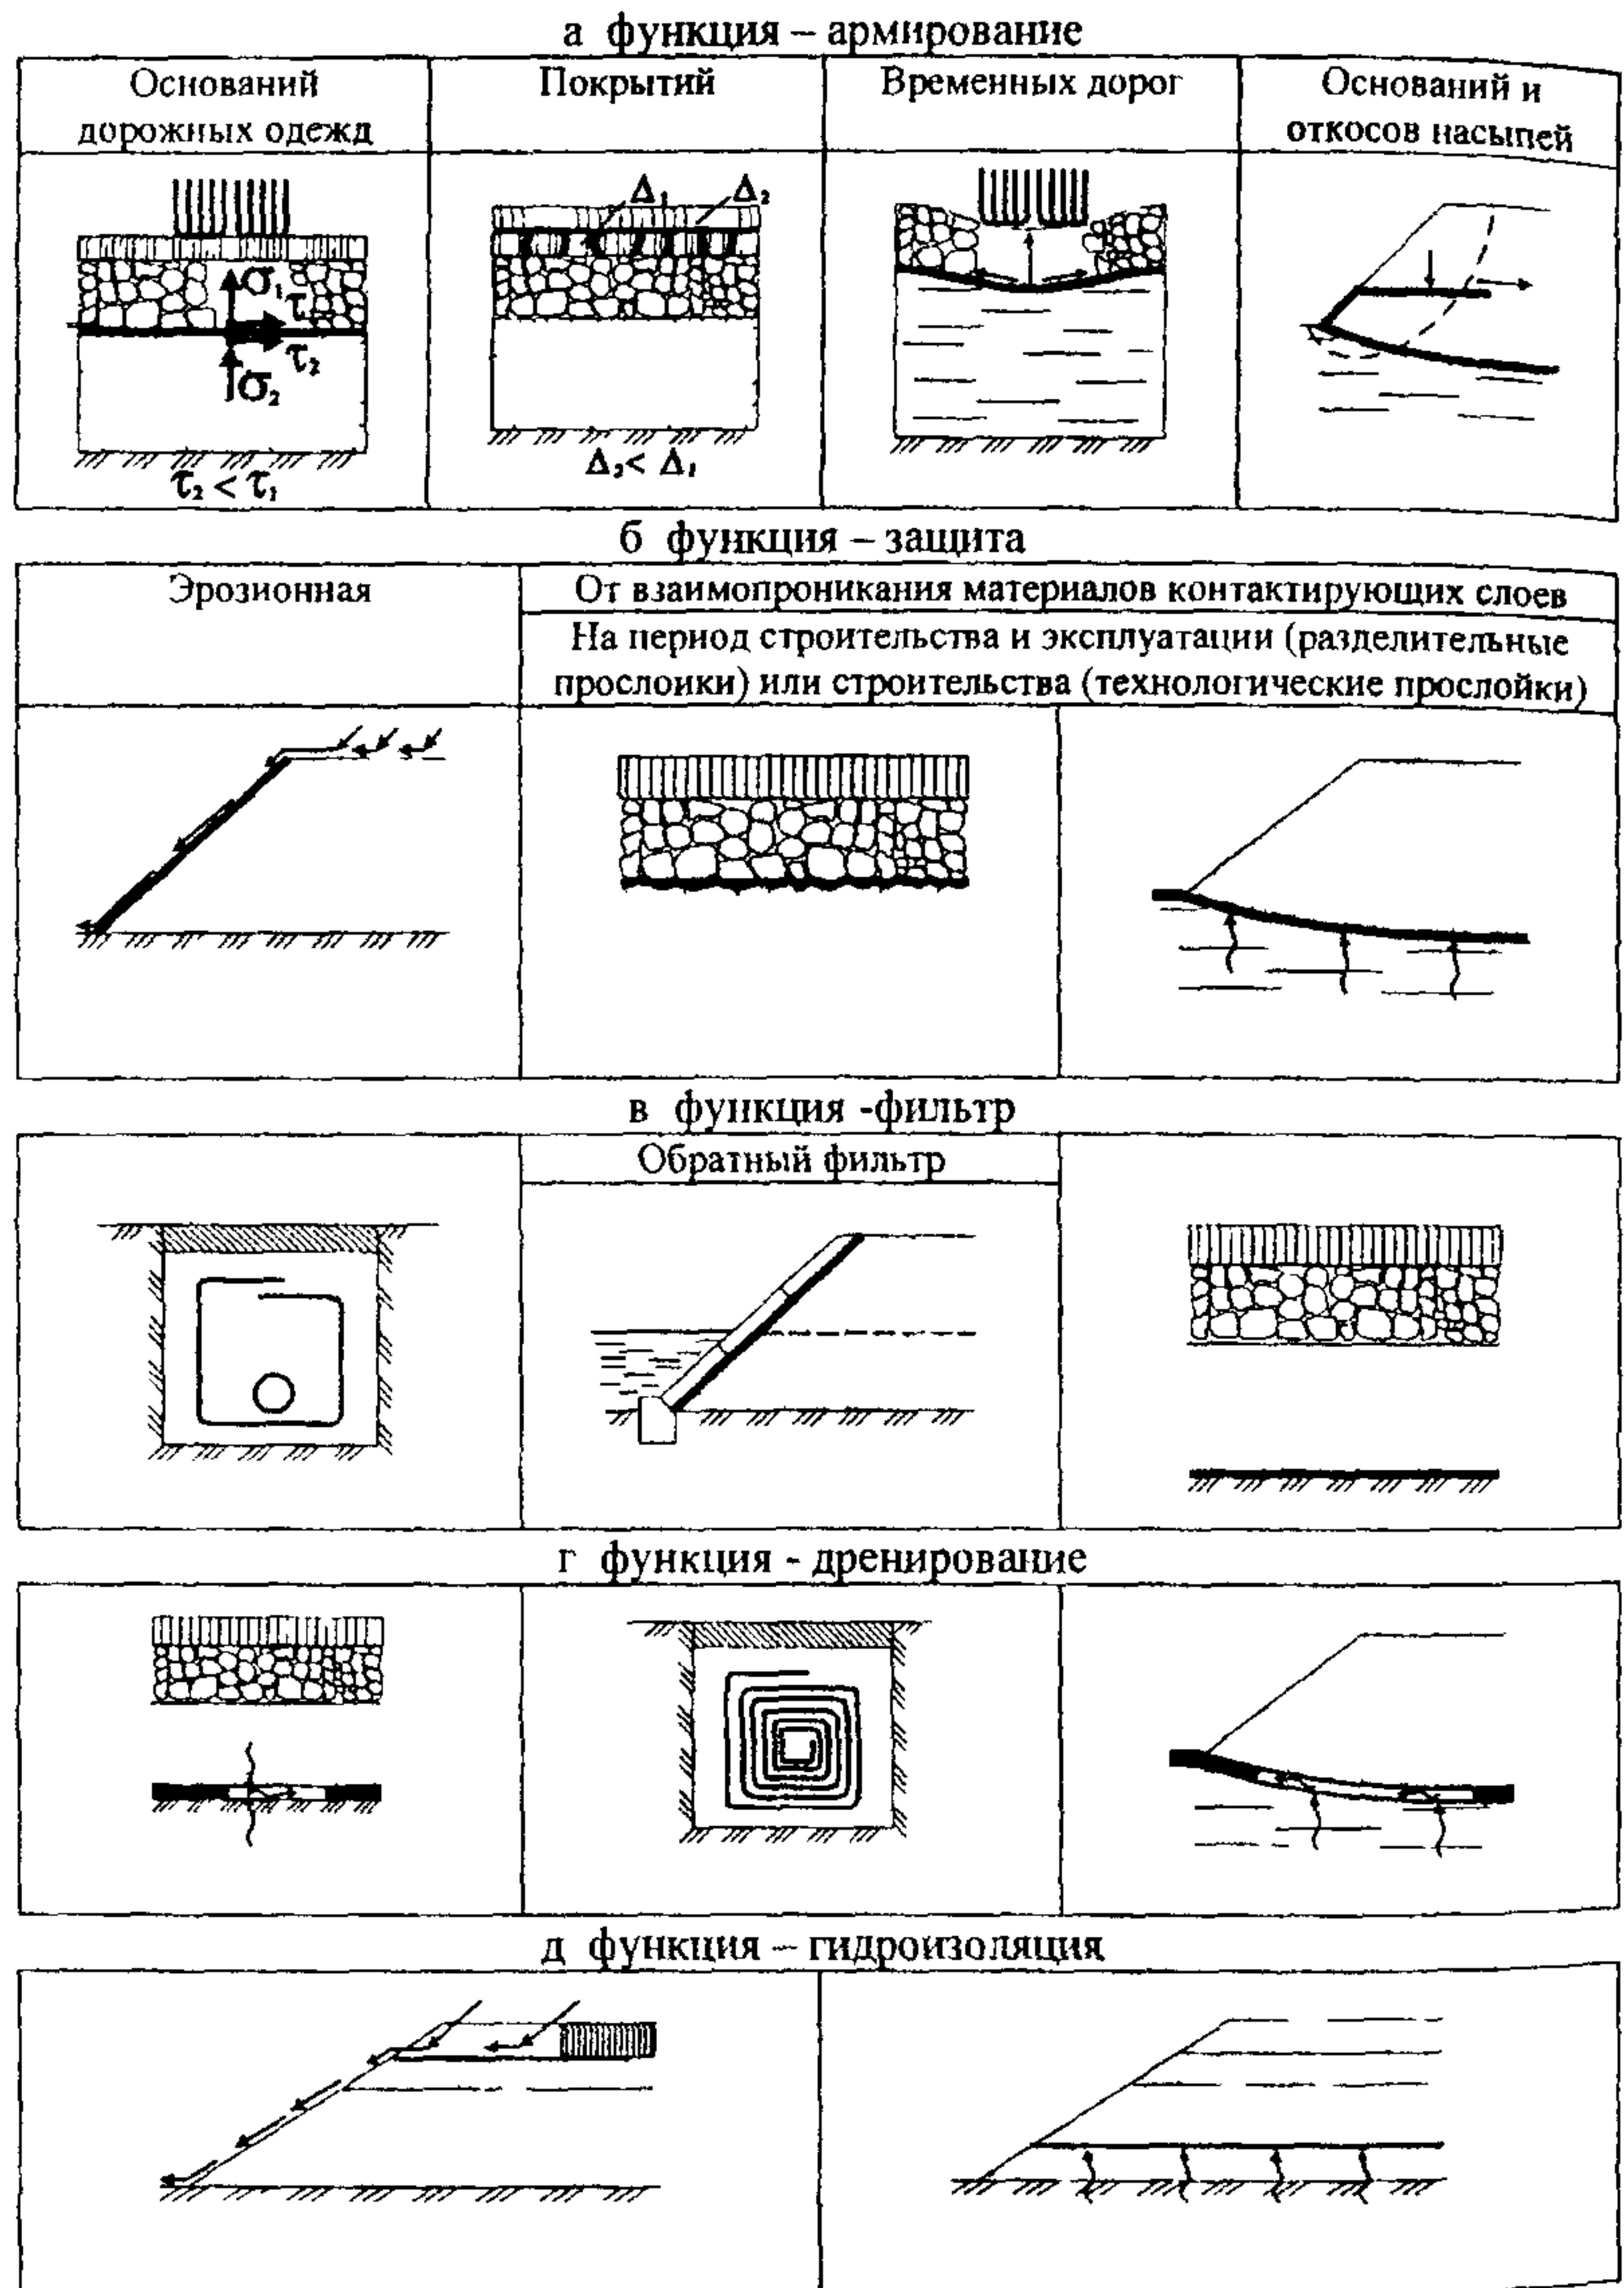 а функция – армирование
Оснований
дорожных одежд
Покрытий
Временных дорог
Оснований и
откосов насыпей
σ₁
τ
τ₂
σ₂
τ₂ < τ₁
Δ₁
Δ₂
Δ₂ < Δ₁
б функция – защита
Эрозионная
От взаимопроникания материалов контактирующих слоев
На период строительства и эксплуатации (разделительные
прослоики) или строительства (технологические прослойки)
в функция -фильтр
Обратный фильтр
г функция - дренирование
д функция – гидроизоляция